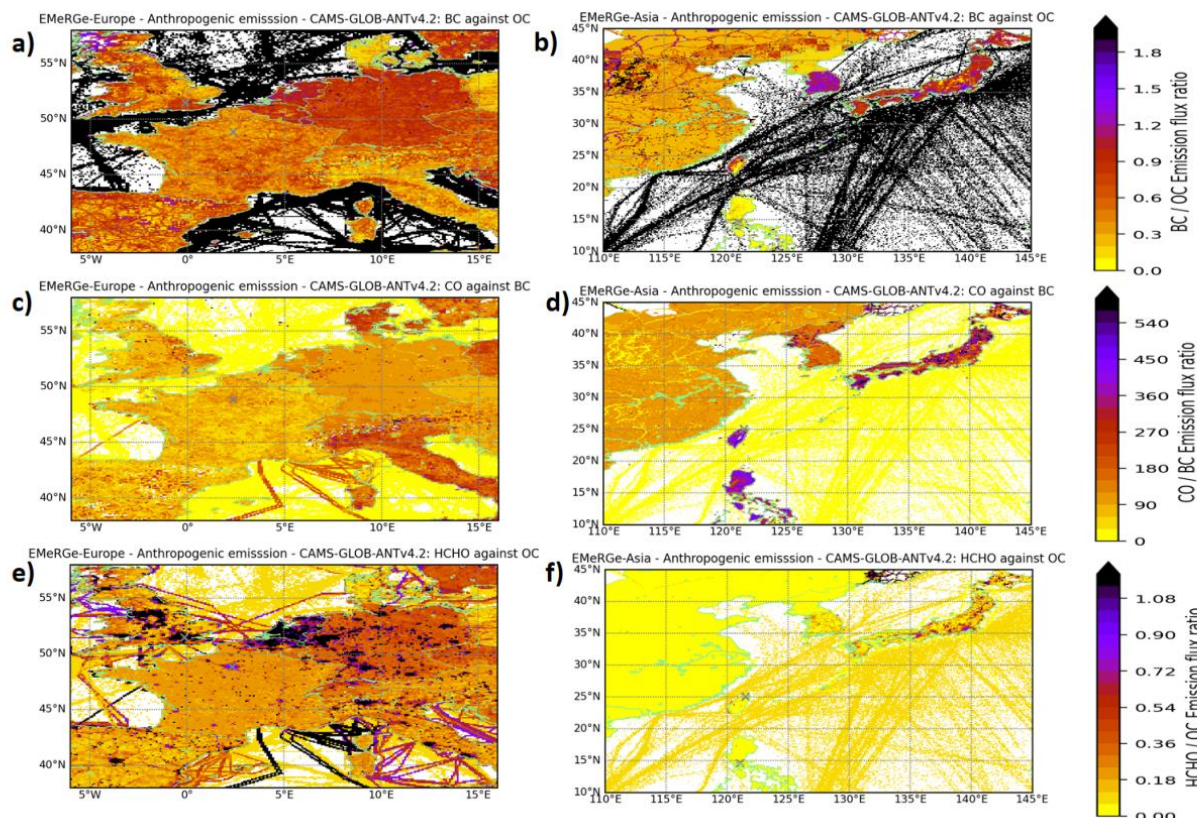 EMeRGe-Europe - Anthropogenic emisssion - CAMS-GLOB-ANTv4.2: BC against OC
a)
55°N
50°N
45°N
40°N
5°W 0° 5°E 10°E 15°E
EMeRGe-Asia - Anthropogenic emisssion - CAMS-GLOB-ANTv4.2: BC against OC
b)
45°N
40°N
35°N
30°N
25°N
20°N
15°N
10°N
110°E 115°E 120°E 125°E 130°E 135°E 140°E 145°E
1.8
1.5
1.2
0.9
0.6
0.3
0.0
BC / OC Emission flux ratio
EMeRGe-Europe - Anthropogenic emisssion - CAMS-GLOB-ANTv4.2: CO against BC
c)
55°N
50°N
45°N
40°N
5°W 0° 5°E 10°E 15°E
EMeRGe-Asia - Anthropogenic emisssion - CAMS-GLOB-ANTv4.2: CO against BC
d)
45°N
40°N
35°N
30°N
25°N
20°N
15°N
10°N
110°E 115°E 120°E 125°E 130°E 135°E 140°E 145°E
540
450
360
270
180
90
0
CO / BC Emission flux ratio
EMeRGe-Europe - Anthropogenic emisssion - CAMS-GLOB-ANTv4.2: HCHO against OC
e)
55°N
50°N
45°N
40°N
5°W 0° 5°E 10°E 15°E
EMeRGe-Asia - Anthropogenic emisssion - CAMS-GLOB-ANTv4.2: HCHO against OC
f)
45°N
40°N
35°N
30°N
25°N
20°N
15°N
10°N
110°E 115°E 120°E 125°E 130°E 135°E 140°E 145°E
1.08
0.90
0.72
0.54
0.36
0.18
0.00
HCHO / OC Emission flux ratio